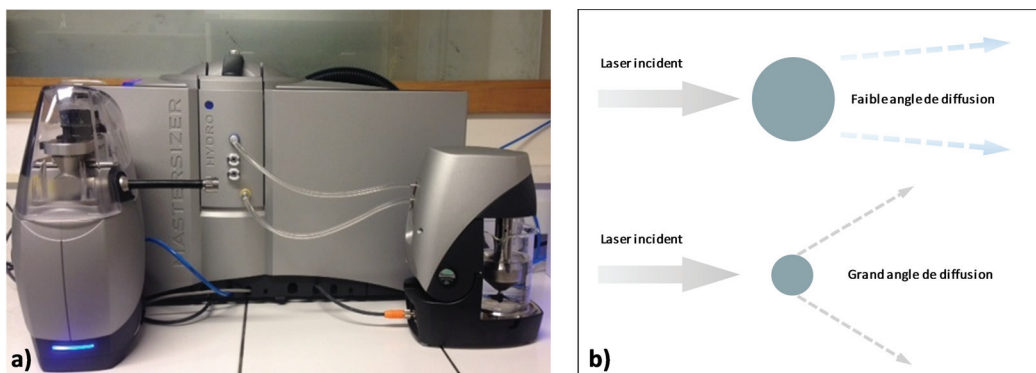 MASTERSIZER
HYDRO
a)
Laser incident
Faible angle de diffusion
Laser incident
Grand angle de diffusion
b)